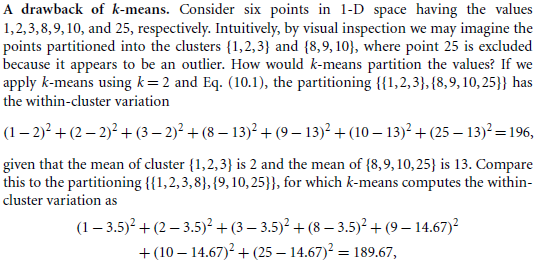 A drawback of k-means. Consider six points in 1-D space having the values
1,2,3,8,9,10, and 25, respectively. Intuitively, by visual inspection we may imagine the
points partitioned into the clusters {1,2,3} and {8,9,10}, where point 25 is excluded
because it appears to be an outlier. How would k-means partition the values? If we
apply k-means using k = 2 and Eq. (10.1), the partitioning {{1,2,3},{8,9,10,25}} has
the within-cluster variation
(1 − 2)² + (2 − 2)² + (3 − 2)² + (8 − 13)² + (9 − 13)² + (10 − 13)² + (25 − 13)² = 196,
given that the mean of cluster {1,2,3} is 2 and the mean of {8,9,10,25} is 13. Compare
this to the partitioning {{1,2,3,8},{9,10,25}}, for which k-means computes the within-
cluster variation as
(1 − 3.5)² + (2 − 3.5)² + (3 − 3.5)² + (8 − 3.5)² + (9 − 14.67)²
+ (10 − 14.67)² + (25 − 14.67)² = 189.67,